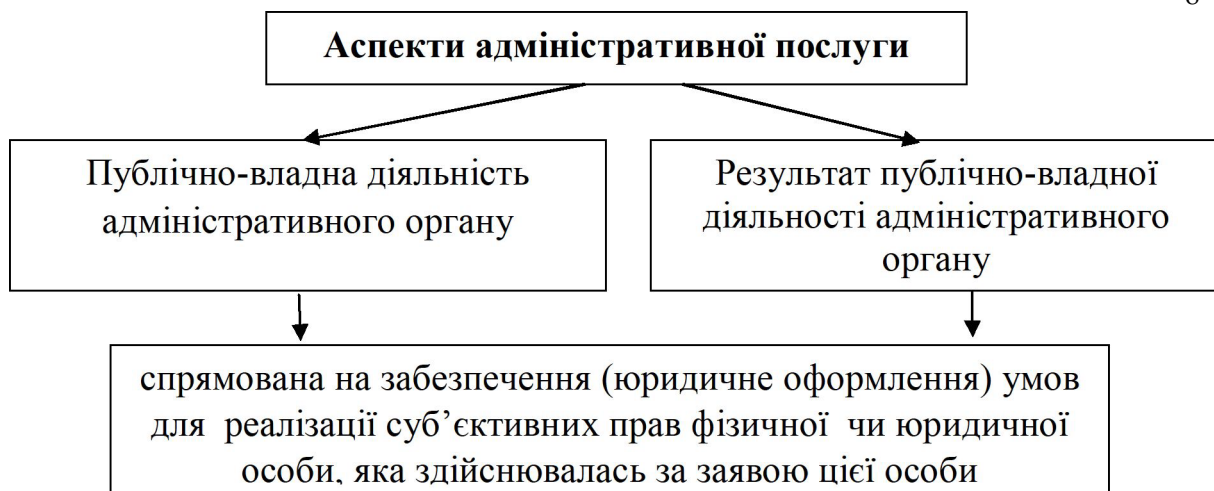 Аспекти адміністративної послуги
Публічно-владна діяльність
адміністративного органу
Результат публічно-владної
діяльності адміністративного
органу
спрямована на забезпечення (юридичне оформлення) умов
для реалізації суб’єктивних прав фізичної чи юридичної
особи, яка здійснювалась за заявою цієї особи